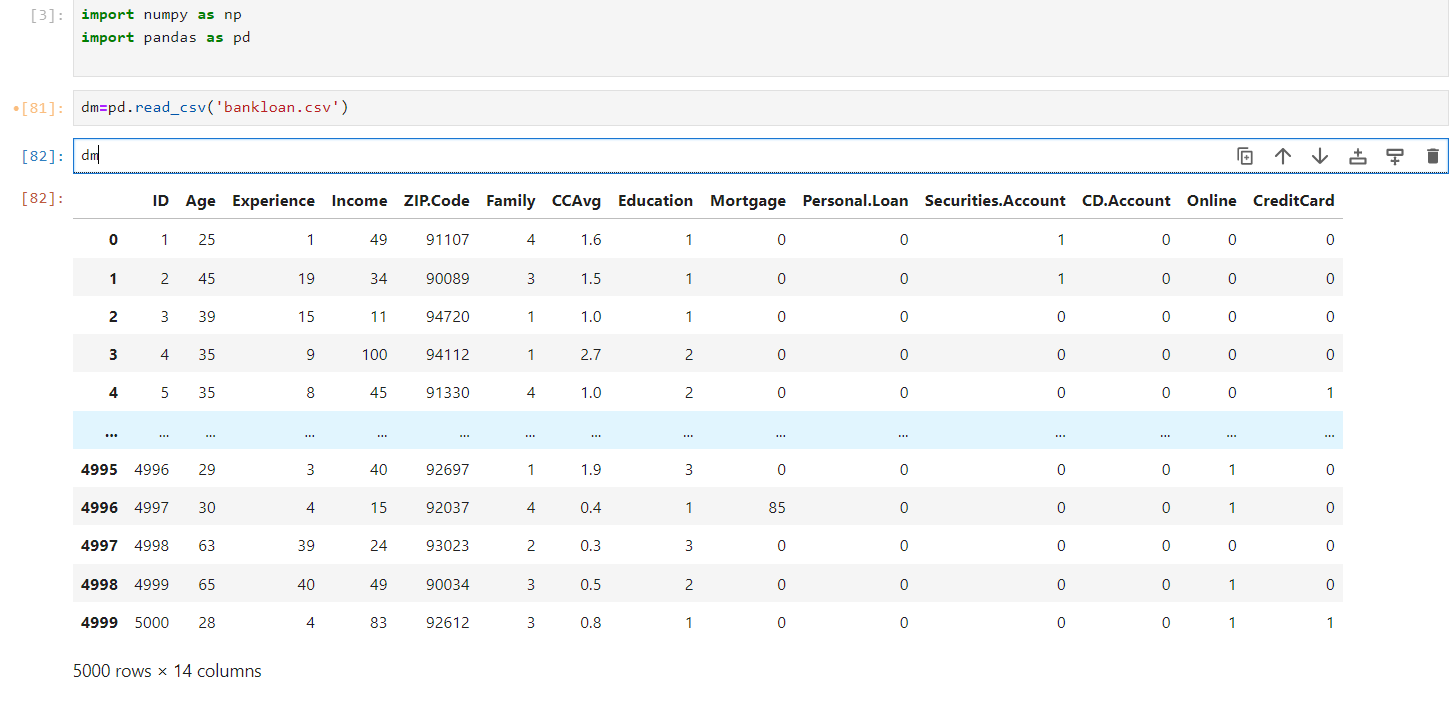 [3]: import numpy as np
import pandas as pd
•[81]: dm=pd.read_csv('bankloan.csv')
[82]: dm
[82]: ID Age Experience Income ZIP.Code Family CCAvg Education Mortgage Personal.Loan Securities.Account CD.Account Online CreditCard
0 1 25 1 49 91107 4 1.6 1 0 0 1 0 0 0
1 2 45 19 34 90089 3 1.5 1 0 0 1 0 0 0
2 3 39 15 11 94720 1 1.0 1 0 0 0 0 0 0
3 4 35 9 100 94112 1 2.7 2 0 0 0 0 0 0
4 5 35 8 45 91330 4 1.0 2 0 0 0 0 0 1
... ... ... ... ... ... ... ... ... ... ... ... ... ... ...
4995 4996 29 3 40 92697 1 1.9 3 0 0 0 0 1 0
4996 4997 30 4 15 92037 4 0.4 1 85 0 0 0 1 0
4997 4998 63 39 24 93023 2 0.3 3 0 0 0 0 0 0
4998 4999 65 40 49 90034 3 0.5 2 0 0 0 0 1 0
4999 5000 28 4 83 92612 3 0.8 1 0 0 0 0 1 1
5000 rows × 14 columns